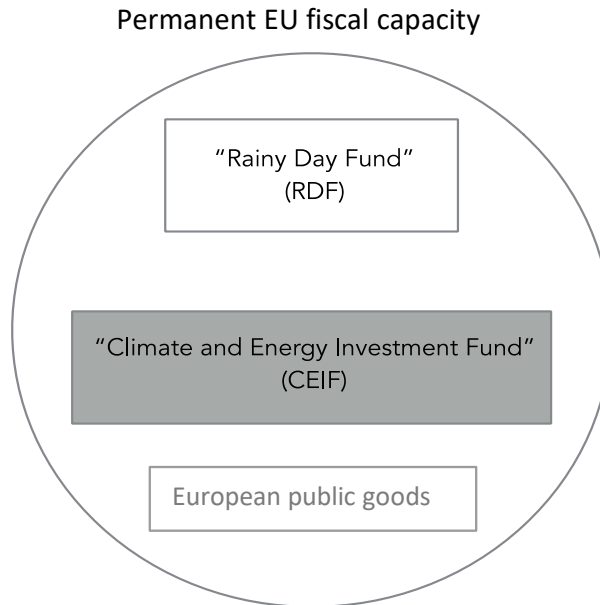 Permanent EU fiscal capacity
“Rainy Day Fund”
(RDF)
“Climate and Energy Investment Fund”
(CEIF)
European public goods